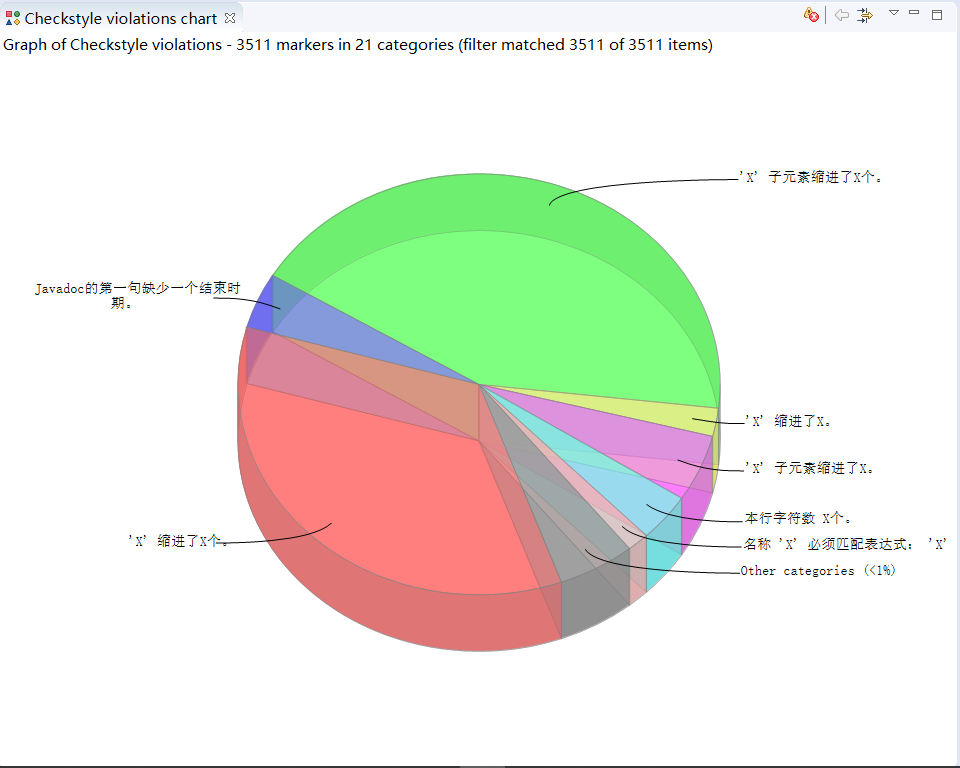 Checkstyle violations chart
Graph of Checkstyle violations - 3511 markers in 21 categories (filter matched 3511 of 3511 items)
'X' 子元素缩进了X个。
Javadoc的第一句缺少一个结束时
期。
'X' 缩进了X。
'X' 子元素缩进了X。
本行字符数 X个。
'X' 缩进了X个。
名称 'X' 必须匹配表达式： 'X'
Other categories (<1%)